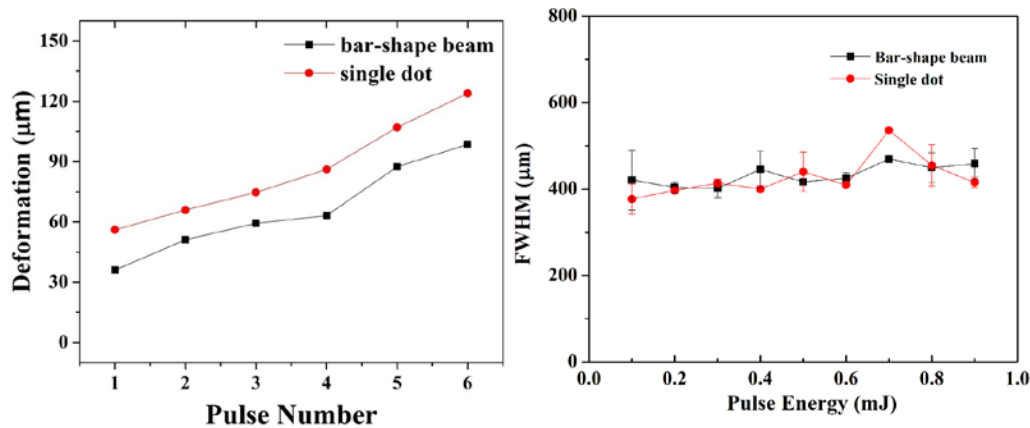 150
120
90
60
30
0
Deformation (μm)
bar-shape beam
single dot
1 2 3 4 5 6
Pulse Number
800
600
400
200
0
FWHM (μm)
Bar-shape beam
Single dot
0.0 0.2 0.4 0.6 0.8 1.0
Pulse Energy (mJ)